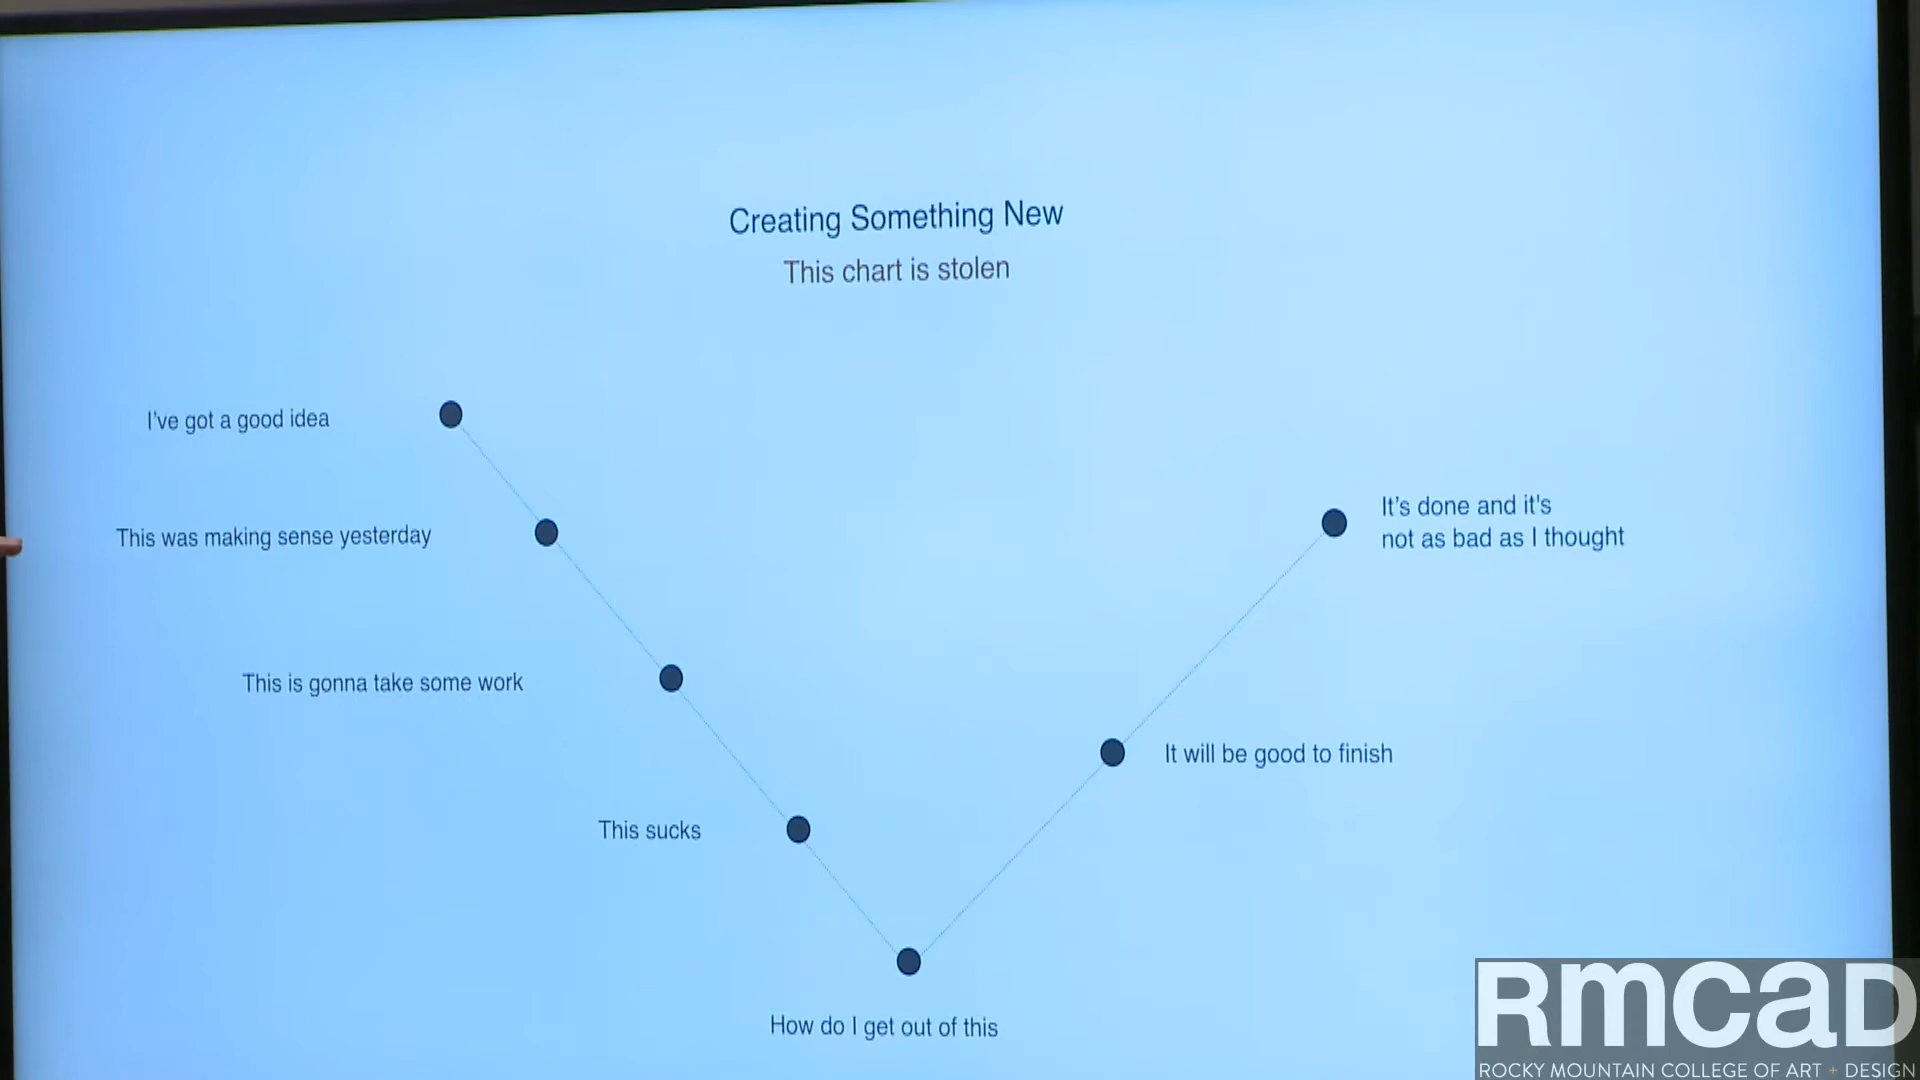 Creating Something New
This chart is stolen
I've got a good idea
This was making sense yesterday
This is gonna take some work
This sucks
How do I get out of this
It will be good to finish
It's done and it's
not as bad as I thought
RMCAD
ROCKY MOUNTAIN COLLEGE OF ART + DESIGN